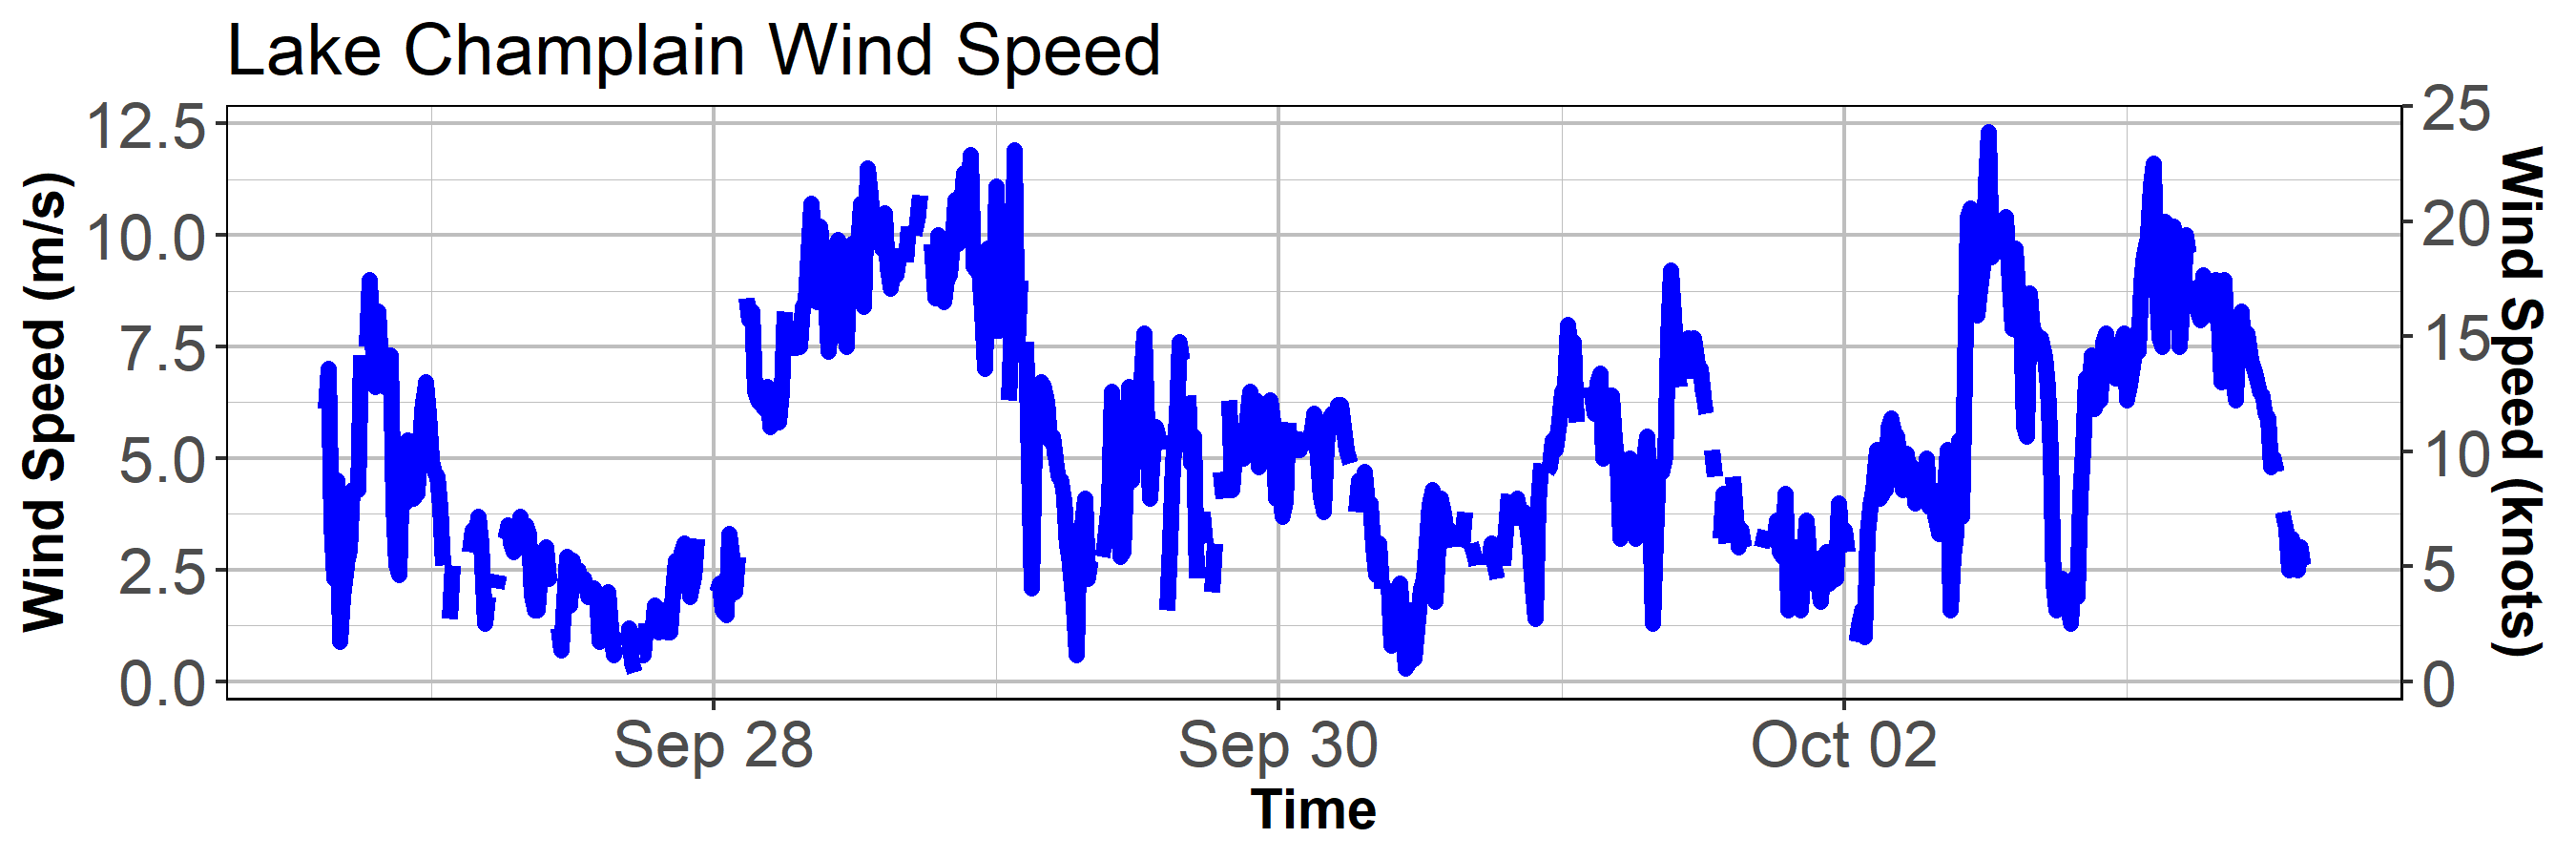 Lake Champlain Wind Speed
Wind Speed (m/s)
12.5
10.0
7.5
5.0
2.5
0.0
25
20
15
10
5
0
Wind Speed (knots)
Sep 28
Sep 30
Oct 02
Time